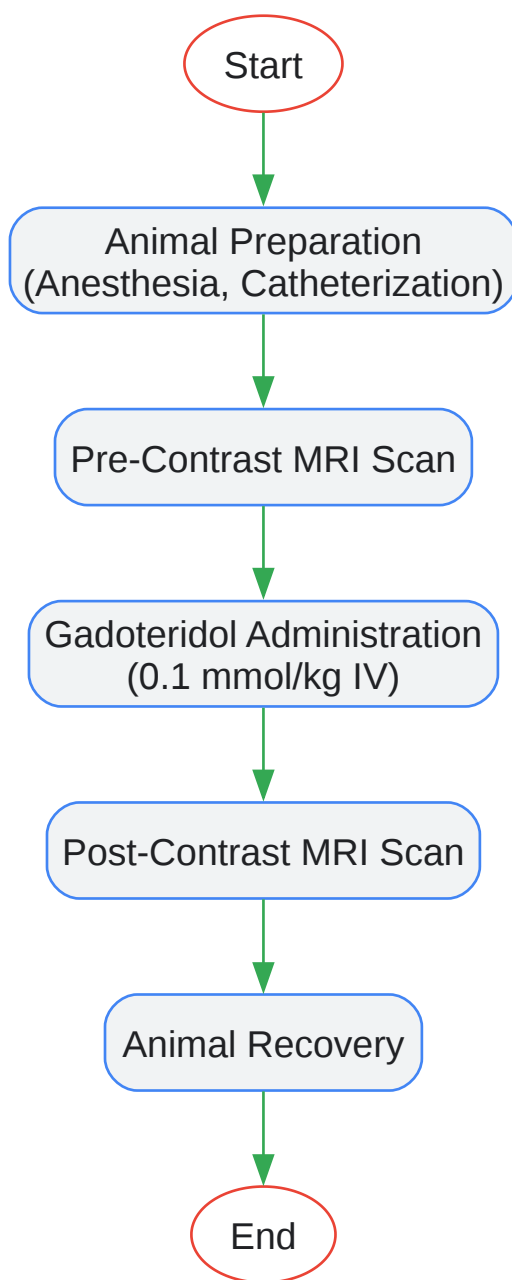 Start
Animal Preparation
(Anesthesia, Catheterization)
Pre-Contrast MRI Scan
Gadoteridol Administration
(0.1 mmol/kg IV)
Post-Contrast MRI Scan
Animal Recovery
End